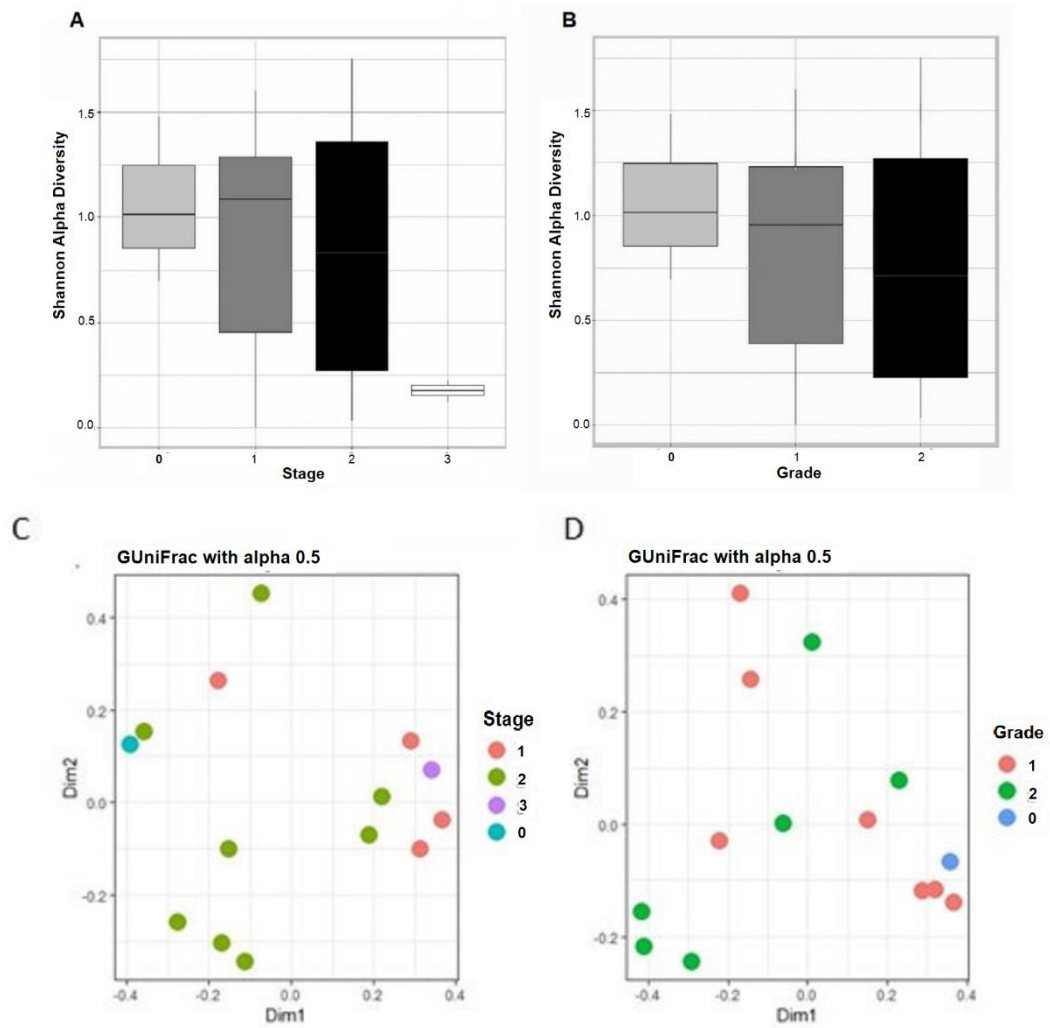 A
B
Shannon Alpha Diversity
1.5
1.0
0.5
0.0
0 1 2 3
Stage
Shannon Alpha Diversity
1.5
1.0
0.5
0.0
0 1 2
Grade
C
D
GUniFrac with alpha 0.5
Dim2
0.4
0.2
0.0
-0.2
-0.4 -0.2 0.0 0.2 0.4
Dim1
Stage
1
2
3
0
GUniFrac with alpha 0.5
Dim2
0.4
0.2
0.0
-0.2
-0.4 -0.2 0.0 0.2 0.4
Dim1
Grade
1
2
0